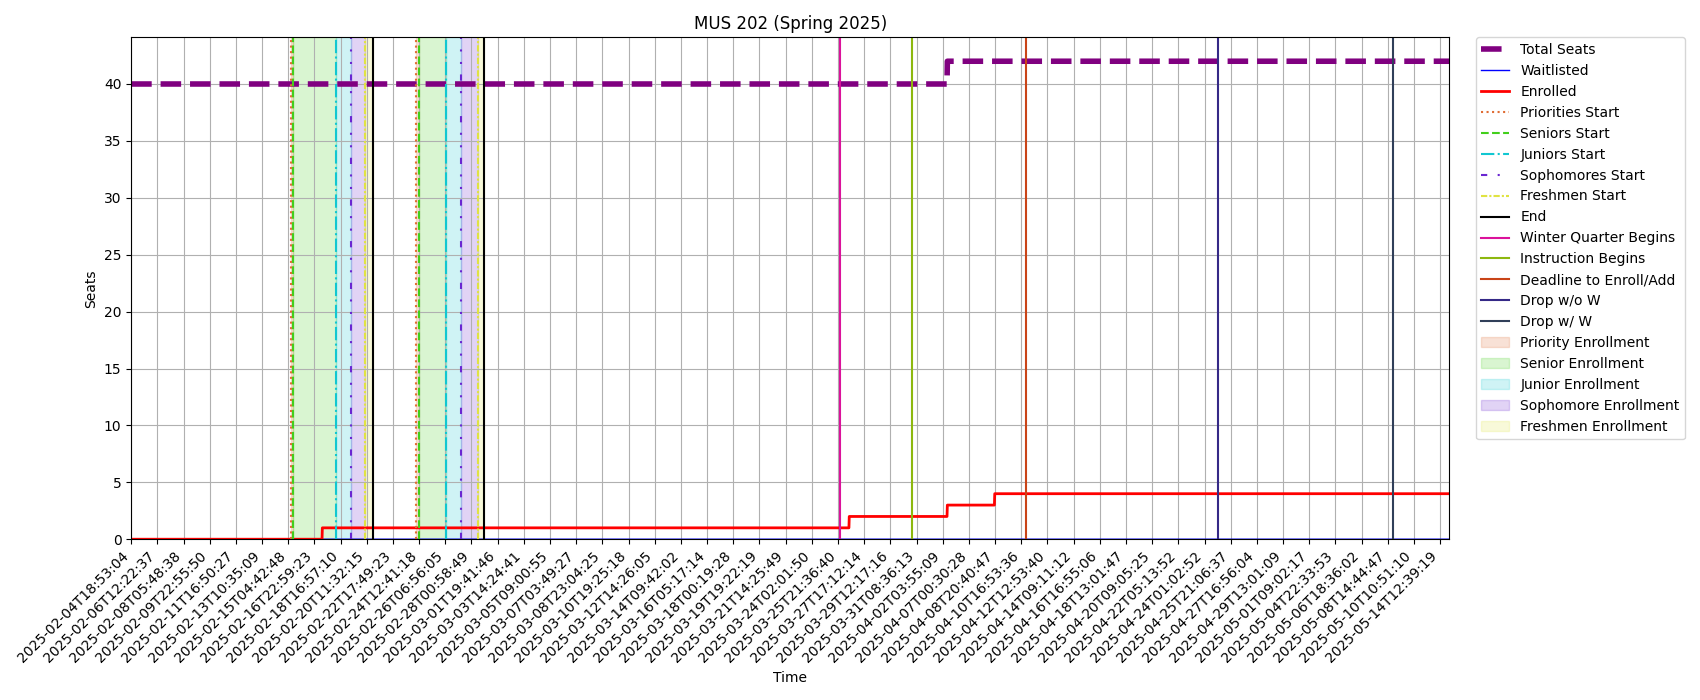 MUS 202 (Spring 2025)
Seats
40
35
30
25
20
15
10
5
0
2025-02-04T18:53:04
2025-02-06T12:22:37
2025-02-08T05:48:38
2025-02-09T22:55:50
2025-02-11T16:50:27
2025-02-13T10:35:09
2025-02-15T04:42:48
2025-02-16T22:59:23
2025-02-18T16:57:10
2025-02-20T11:32:15
2025-02-22T17:49:23
2025-02-24T12:41:18
2025-02-26T06:56:05
2025-02-28T00:58:49
2025-03-01T19:41:46
2025-03-03T14:24:41
2025-03-05T09:00:55
2025-03-07T03:49:27
2025-03-08T23:04:25
2025-03-10T19:25:18
2025-03-12T14:26:05
2025-03-14T09:42:02
2025-03-16T05:17:14
2025-03-18T00:19:28
2025-03-19T19:22:19
2025-03-21T14:25:49
2025-03-24T02:01:50
2025-03-25T21:36:40
2025-03-27T17:12:14
2025-03-29T12:17:16
2025-03-31T08:36:13
2025-04-02T03:55:09
2025-04-07T00:30:28
2025-04-08T20:40:47
2025-04-10T16:53:36
2025-04-12T12:53:40
2025-04-14T09:11:12
2025-04-16T16:55:06
2025-04-18T13:01:47
2025-04-20T09:05:25
2025-04-22T05:13:52
2025-04-24T01:02:52
2025-04-25T21:06:37
2025-04-27T16:56:04
2025-04-29T13:01:09
2025-05-01T09:02:17
2025-05-04T22:33:53
2025-05-06T18:36:02
2025-05-08T14:44:47
2025-05-10T10:51:10
2025-05-14T12:39:19
Time
Total Seats
Waitlisted
Enrolled
Priorities Start
Seniors Start
Juniors Start
Sophomores Start
Freshmen Start
End
Winter Quarter Begins
Instruction Begins
Deadline to Enroll/Add
Drop w/o W
Drop w/ W
Priority Enrollment
Senior Enrollment
Junior Enrollment
Sophomore Enrollment
Freshmen Enrollment